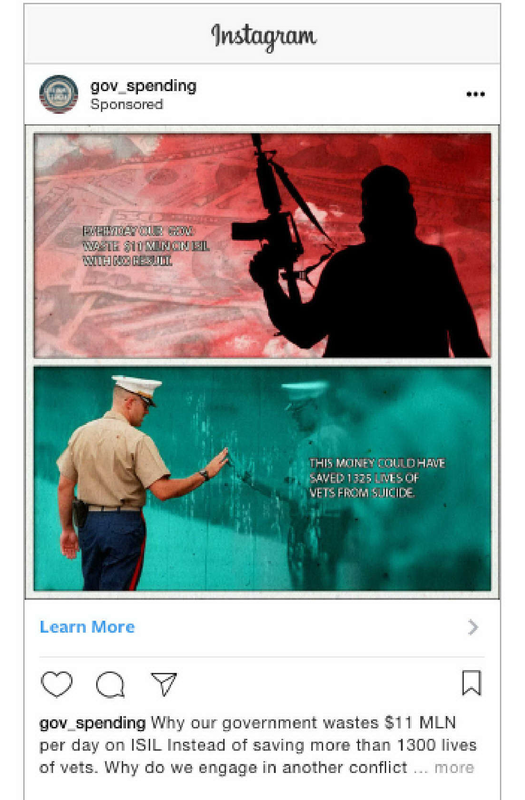 Instagram
gov_spending
Sponsored
EVERYDAY OUR GOV.
WASTE $11 MLN ON ISIL
WITH NO RESULT.
THIS MONEY COULD HAVE
SAVED 1325 LIVES OF
VETS FROM SUICIDE.
Learn More
gov_spending Why our government wastes $11 MLN
per day on ISIL Instead of saving more than 1300 lives
of vets. Why do we engage in another conflict ... more